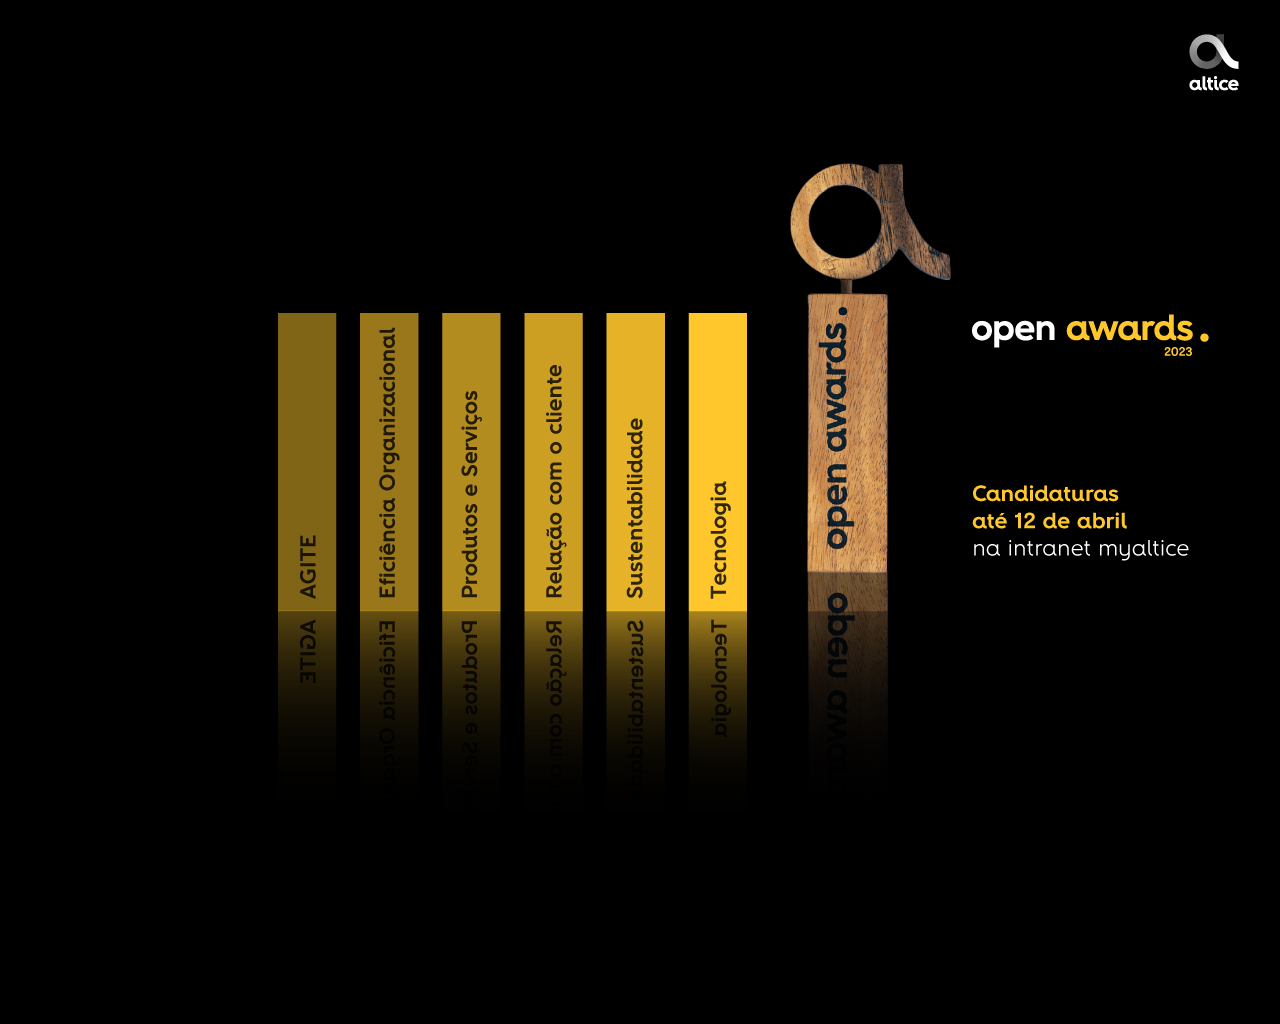 altice
AGITE
Eficiência Organizacional
Produtos e Serviços
Relação com o cliente
Sustentabilidade
Tecnologia
open awards.
open awards.
2023
Candidaturas
até 12 de abril
na intranet myaltice